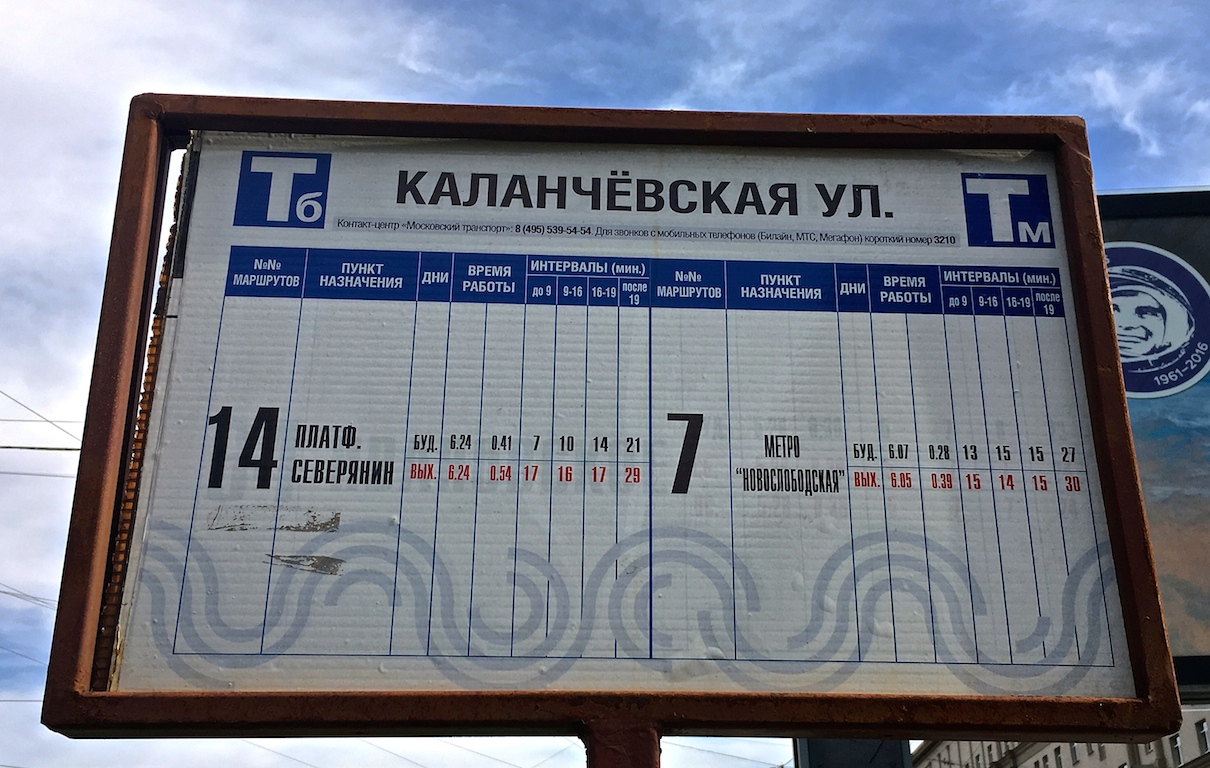 Тб
КАЛАНЧЁВСКАЯ УЛ.
Тм
Контакт-центр «Московский транспорт»: 8 (495) 539-54-54. Для звонков с мобильных телефонов (Билайн, МТС, Мегафон) короткий номер 3210
№№ МАРШРУТОВ ПУНКТ НАЗНАЧЕНИЯ ДНИ ВРЕМЯ РАБОТЫ ИНТЕРВАЛЫ (мин.) до 9 9-16 16-19 после 19
№№ МАРШРУТОВ ПУНКТ НАЗНАЧЕНИЯ ДНИ ВРЕМЯ РАБОТЫ ИНТЕРВАЛЫ (мин.) до 9 9-16 16-19 после 19
14
ПЛАТФ.
СЕВЕРЯНИН
БУД. 6.24 0.41 7 10 14 21
ВЫХ. 6.24 0.54 17 16 17 29
7
МЕТРО
"НОВОСЛОБОДСКАЯ"
БУД. 6.07 0.28 13 15 15 27
ВЫХ. 6.05 0.39 15 14 15 30
1961–2016